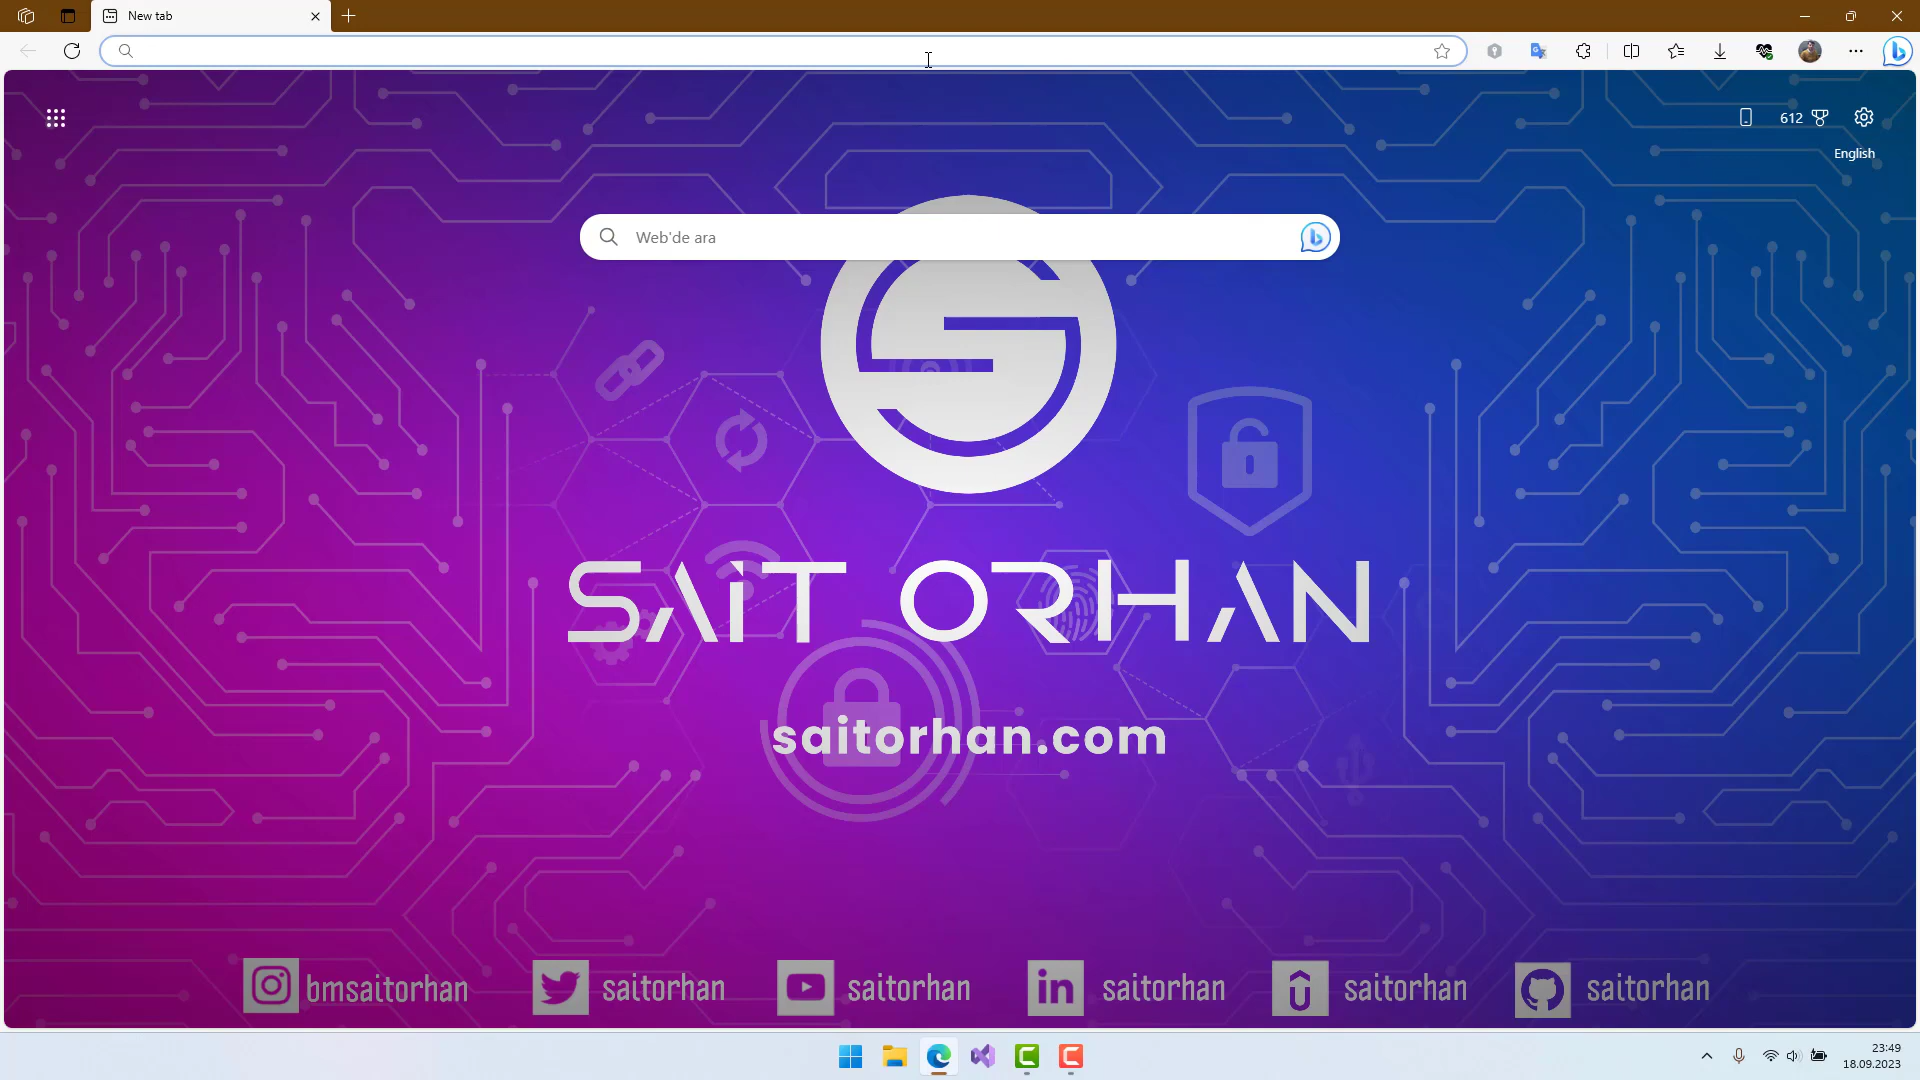 New tab
612
English
Web'de ara
SAiT ORHAN
saitorhan.com
bmsaitorhan
saitorhan
saitorhan
saitorhan
saitorhan
saitorhan
23:49
18.09.2023